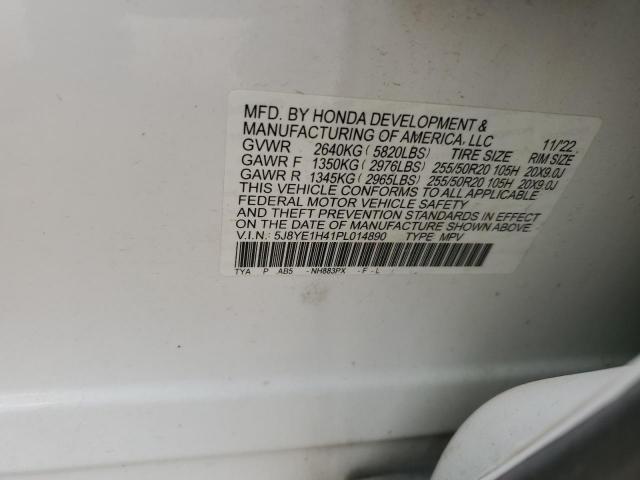 MFD. BY HONDA DEVELOPMENT &
MANUFACTURING OF AMERICA, LLC 11/22
GVWR 2640KG ( 5820LBS) TIRE SIZE RIM SIZE
GAWR F 1350KG ( 2976LBS) 255/50R20 105H 20X9.0J
GAWR R 1345KG ( 2965LBS) 255/50R20 105H 20X9.0J
THIS VEHICLE CONFORMS TO ALL APPLICABLE
FEDERAL MOTOR VEHICLE SAFETY
AND THEFT PREVENTION STANDARDS IN EFFECT
ON THE DATE OF MANUFACTURE SHOWN ABOVE.
V.I.N.: 5J8YE1H41PL014890 TYPE: MPV
TYA P AB5 - NH883PX - F - L